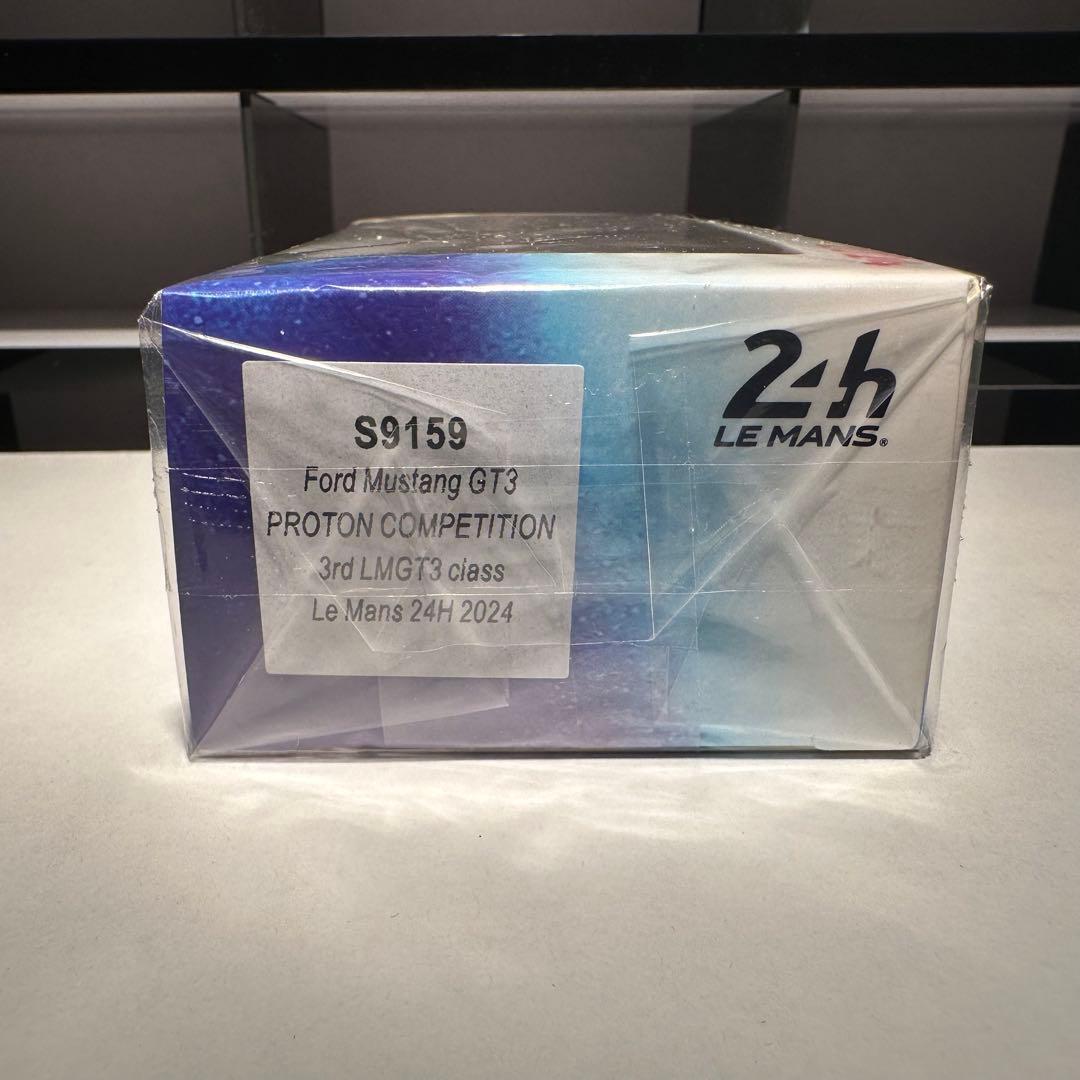 S9159
Ford Mustang GT3
PROTON COMPETITION
3rd LMGT3 class
Le Mans 24H 2024
24h
LE MANS®